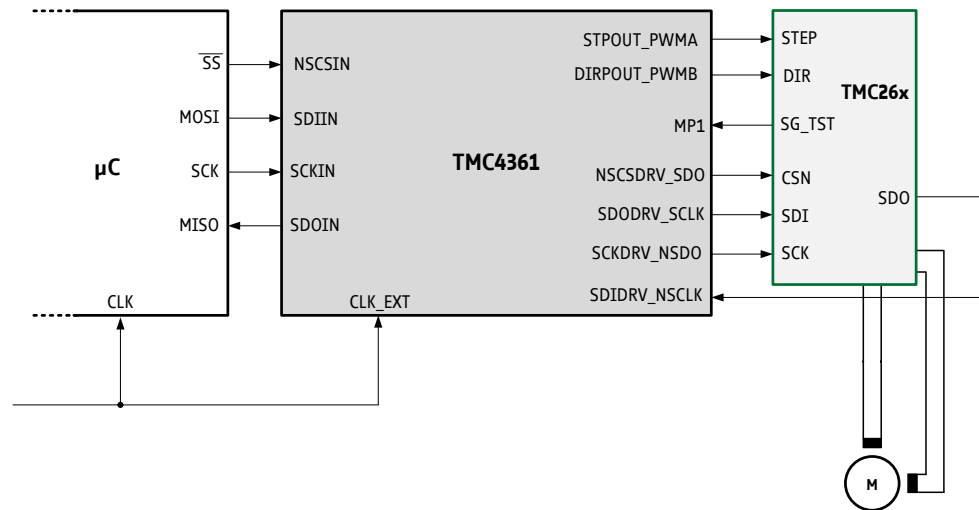 STPOUT_PWMA
STEP
SS
NSCSIN
DIRPOUT_PWMB
DIR
TMC26x
MOSI
SDIIN
MP1
SG_TST
µC
SCK
SCKIN
TMC4361
NSCSDRV_SDO
CSN
SDO
MISO
SDOIN
SDODRV_SCLK
SDI
SCKDRV_NSDO
SCK
CLK
CLK_EXT
SDIDRV_NSCLK
M